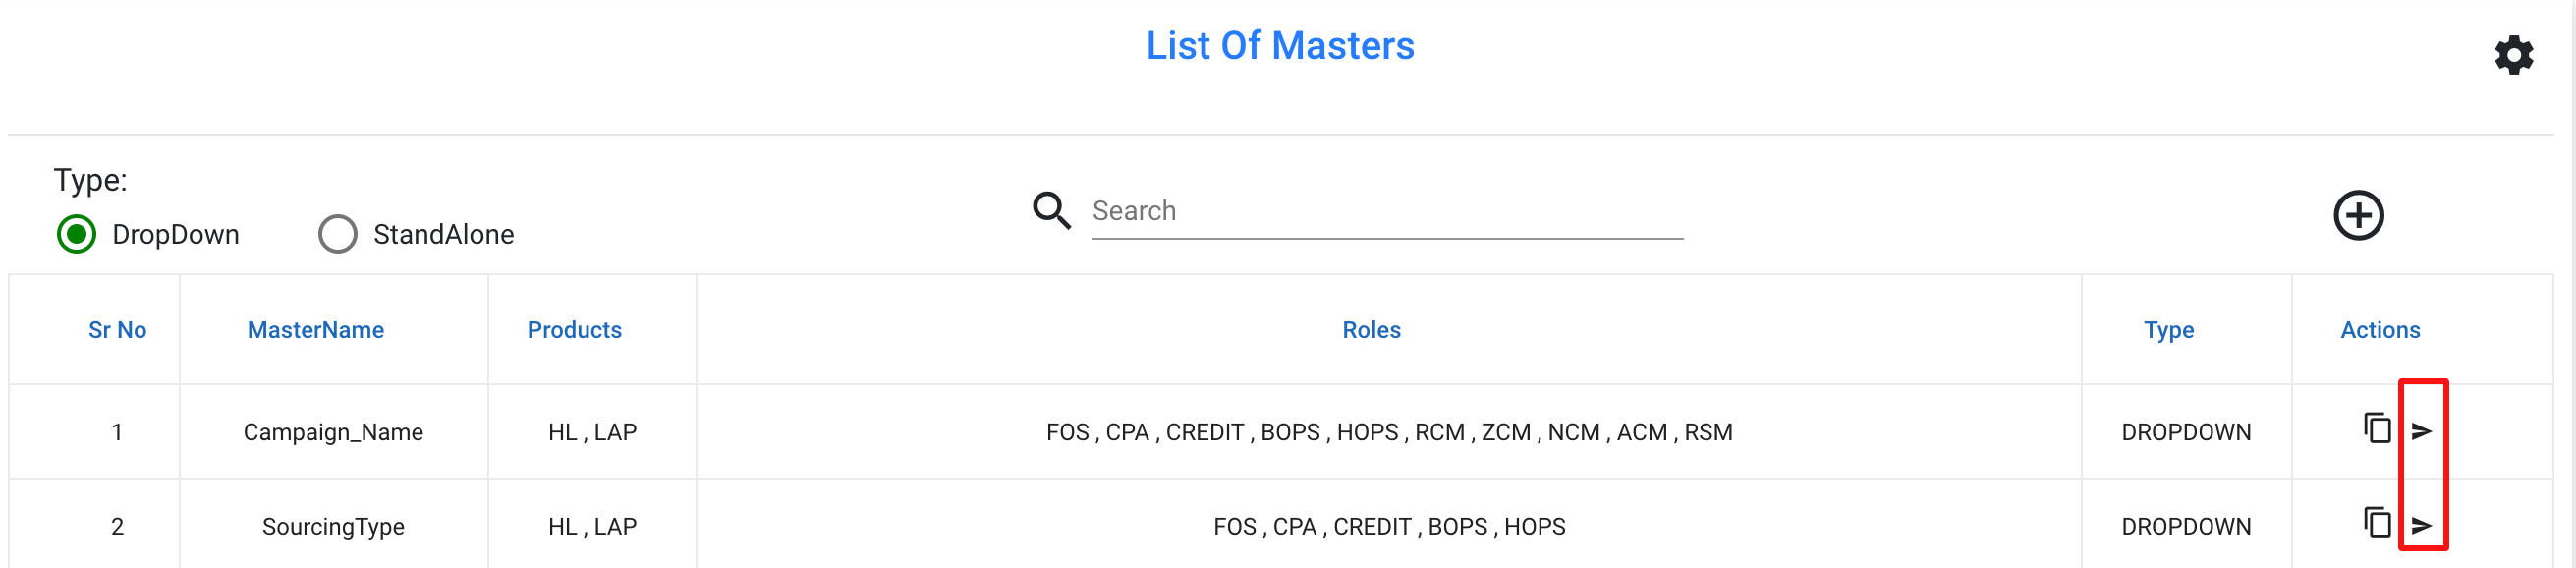 List Of Masters
Type:
DropDown StandAlone
Search
Sr No MasterName Products Roles Type Actions
1 Campaign_Name HL , LAP FOS , CPA , CREDIT , BOPS , HOPS , RCM , ZCM , NCM , ACM , RSM DROPDOWN
2 SourcingType HL , LAP FOS , CPA , CREDIT , BOPS , HOPS DROPDOWN